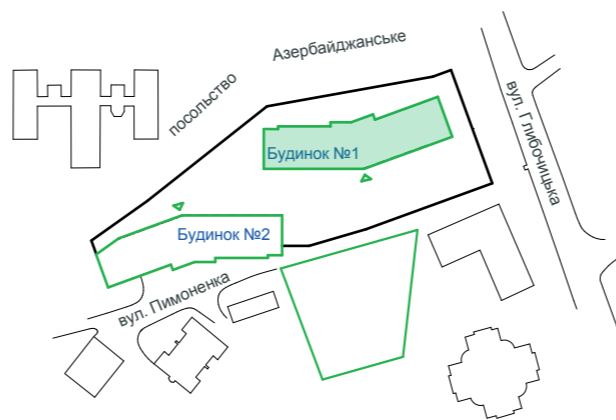 Азербайджанське
посольство
вул. Глибочицька
Будинок №1
Будинок №2
вул. Пимоненка